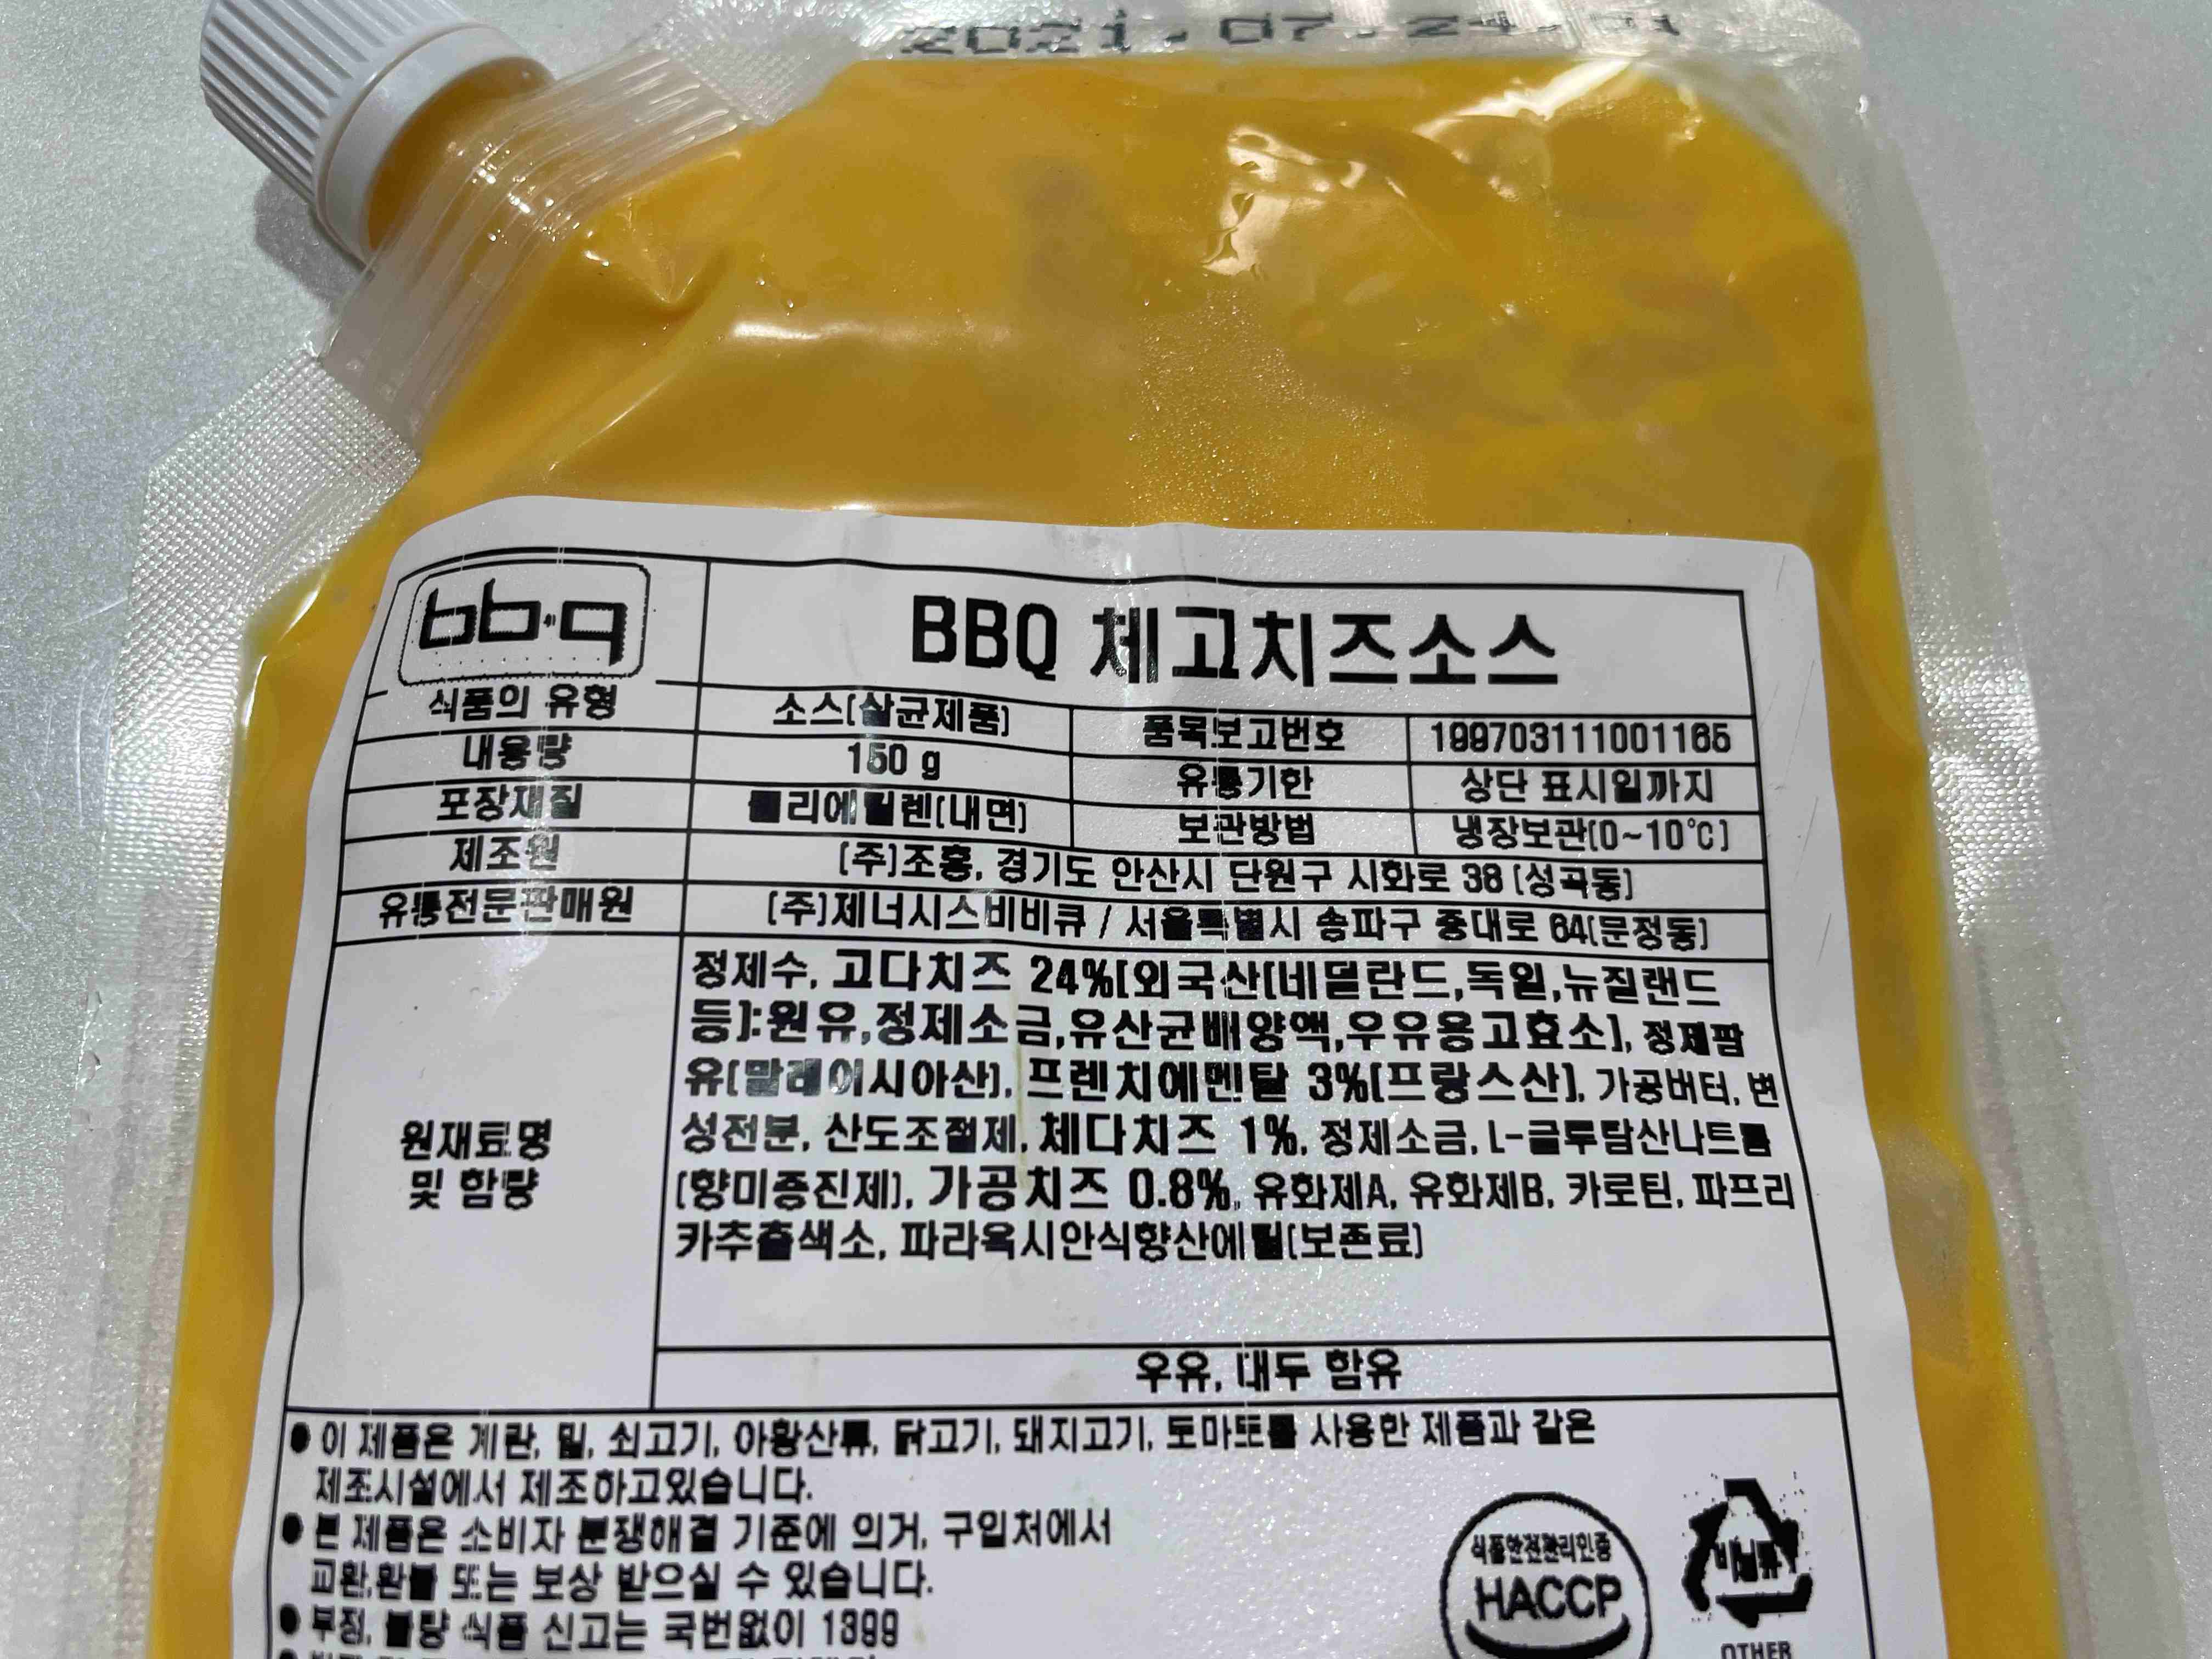 2021.07.24.
bb.q
BBQ 체고치즈소스
식품의 유형 소스(살균제품) 품목보고번호 199703111001165
내용량 150 g 유통기한 상단 표시일까지
포장재질 폴리에틸렌(내면) 보관방법 냉장보관(0~10℃)
제조원 (주)조흥, 경기도 안산시 단원구 시화로 38 (성곡동)
유통전문판매원 (주)제너시스비비큐 / 서울특별시 송파구 중대로 64(문정동)
원재료명
및 함량
정제수, 고다치즈 24%[외국산(네덜란드,독일,뉴질랜드
등):원유,정제소금,유산균배양액,우유응고효소], 정제팜
유(말레이시아산), 프렌치에멘탈 3%(프랑스산), 가공버터, 변
성전분, 산도조절제, 체다치즈 1%, 정제소금, L-글루탐산나트륨
(향미증진제), 가공치즈 0.8%, 유화제A, 유화제B, 카로틴, 파프리
카추출색소, 파라옥시안식향산에틸(보존료)
우유, 대두 함유
● 이 제품은 계란, 밀, 쇠고기, 아황산류, 닭고기, 돼지고기, 토마토를 사용한 제품과 같은
제조시설에서 제조하고있습니다.
● 본 제품은 소비자 분쟁해결 기준에 의거, 구입처에서
교환,환불 또는 보상 받으실 수 있습니다.
● 부정, 불량 식품 신고는 국번없이 1399
식품안전관리인증
HACCP
비닐류
OTHER